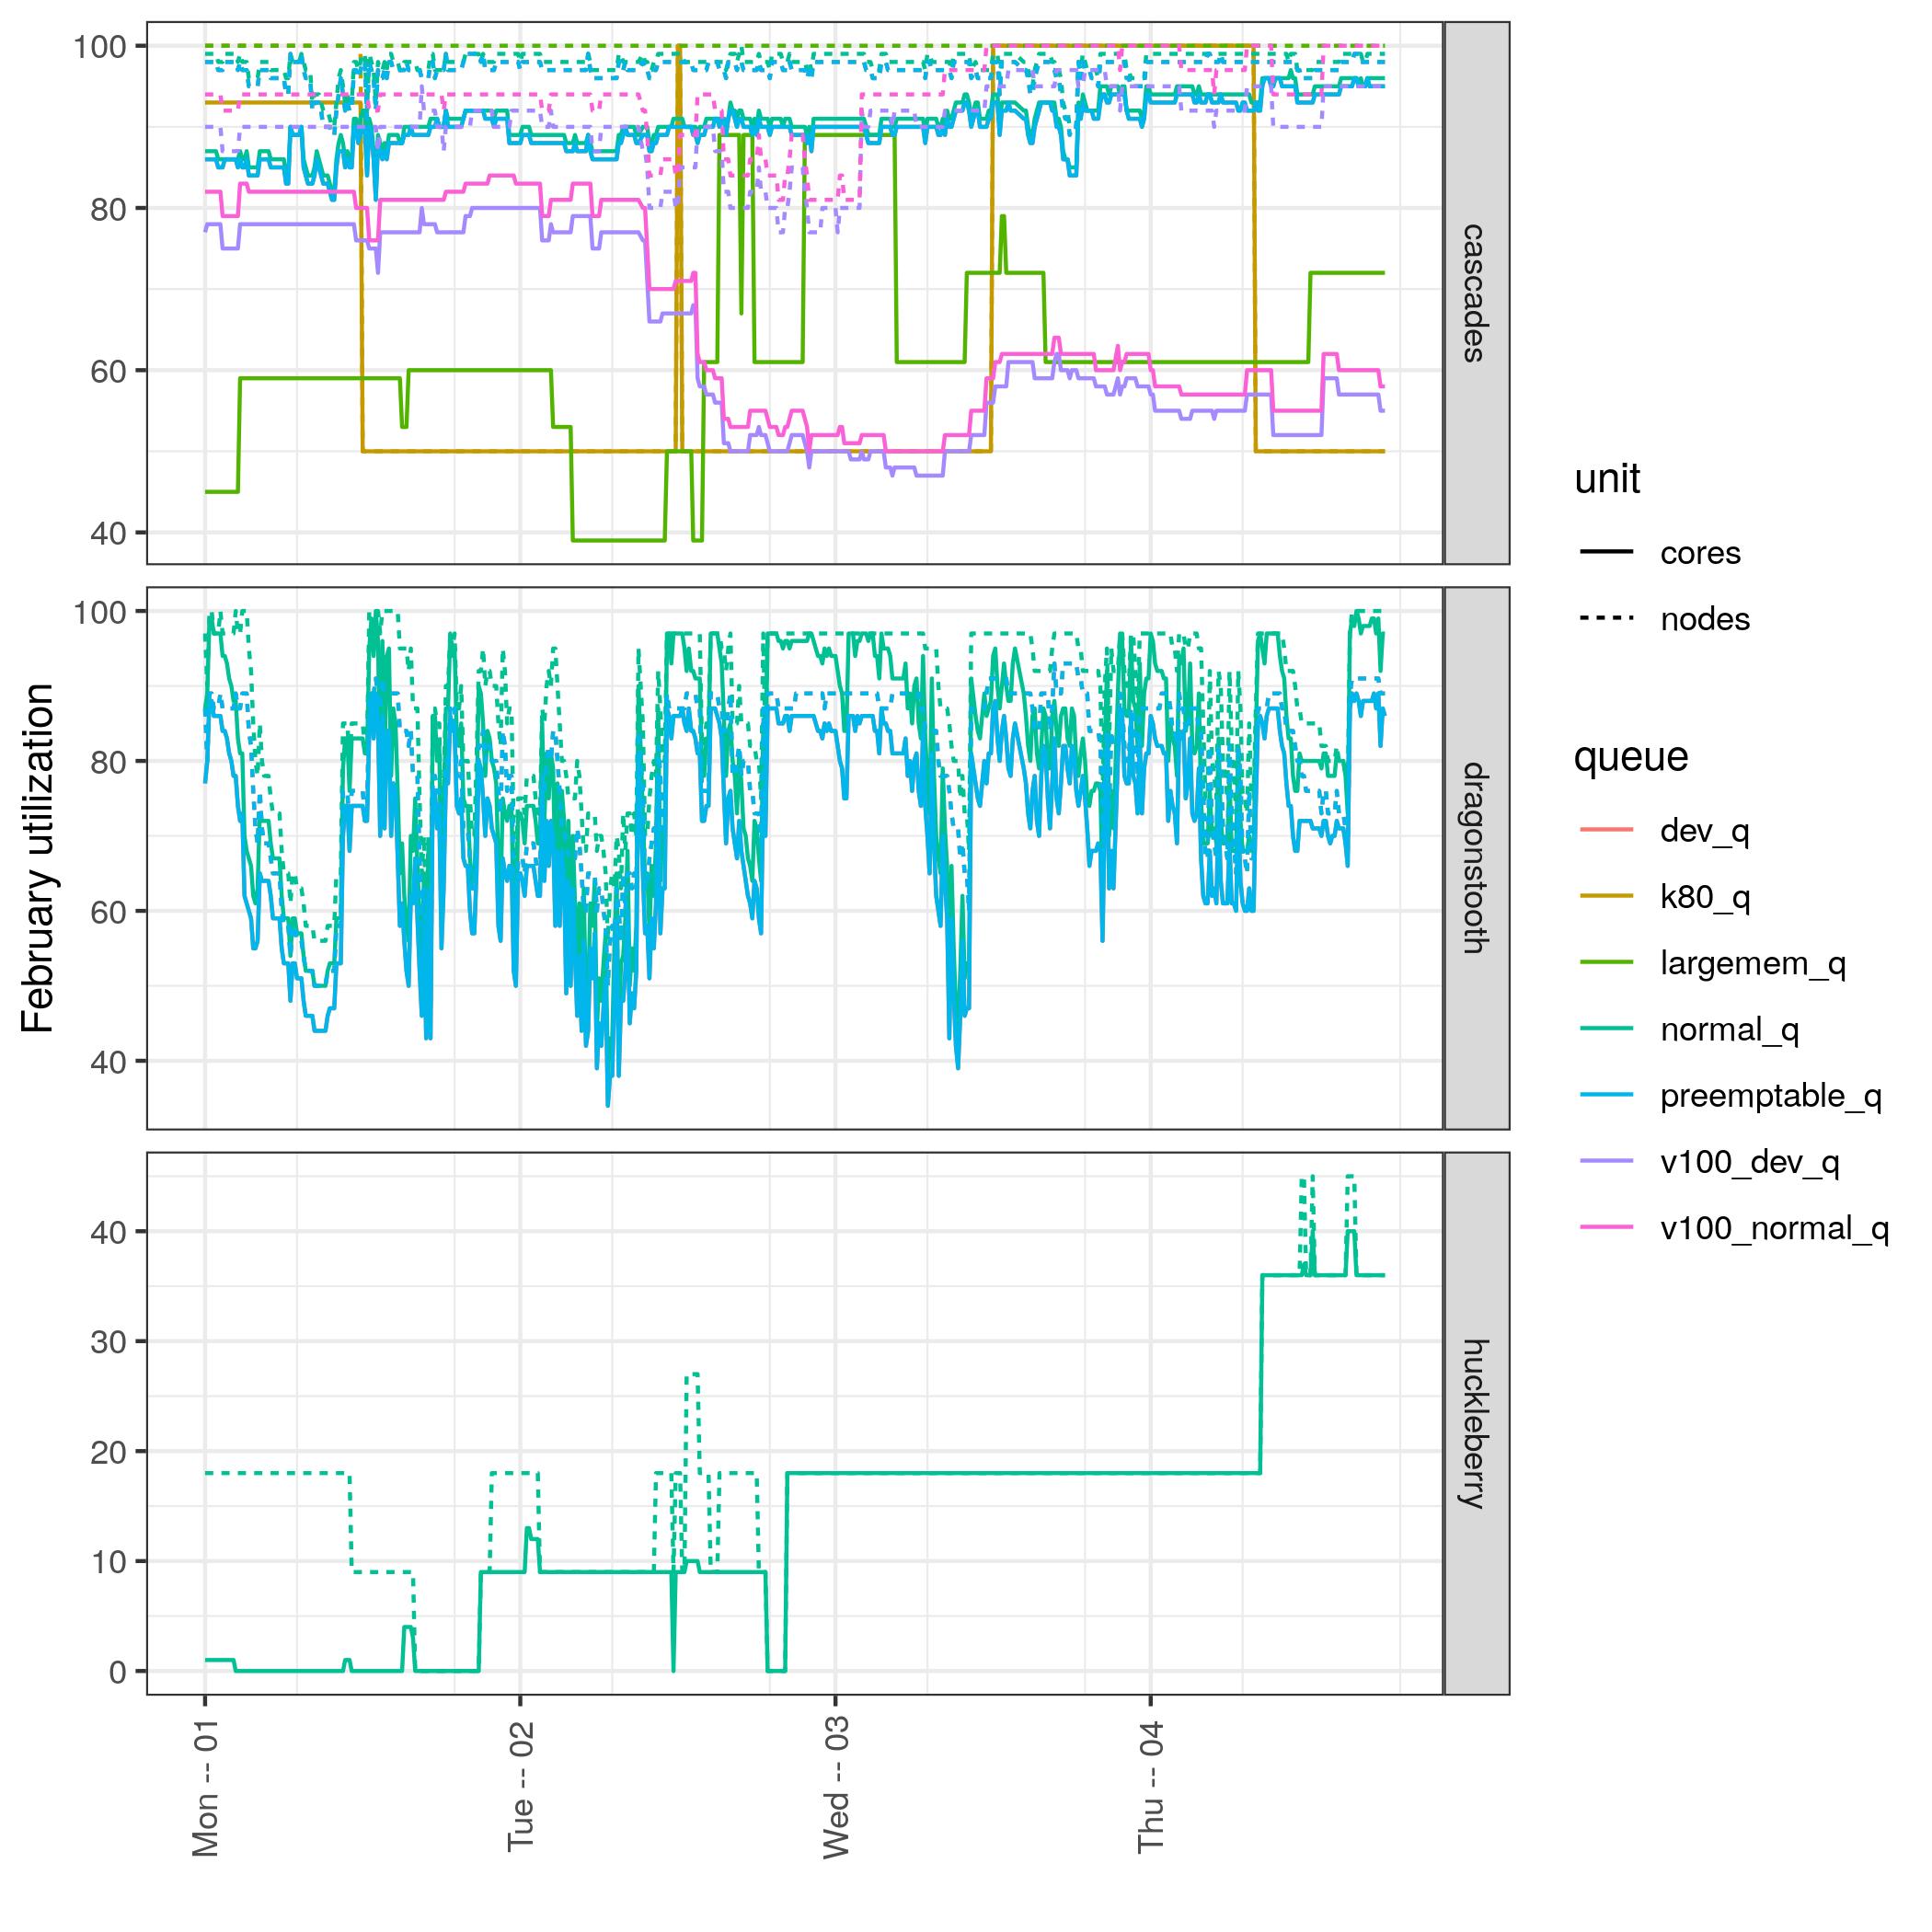 February utilization
100
80
60
40
cascades
100
80
60
40
dragonstooth
40
30
20
10
0
huckleberry
Mon -- 01
Tue -- 02
Wed -- 03
Thu -- 04
unit
cores
nodes
queue
dev_q
k80_q
largemem_q
normal_q
preemptable_q
v100_dev_q
v100_normal_q